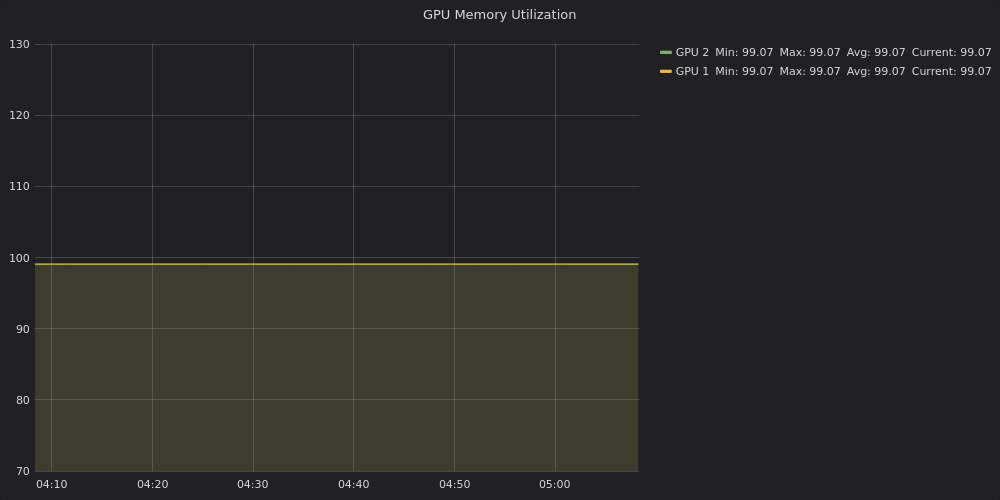 GPU Memory Utilization
130
120
110
100
90
80
70
04:10 04:20 04:30 04:40 04:50 05:00
GPU 2 Min: 99.07 Max: 99.07 Avg: 99.07 Current: 99.07
GPU 1 Min: 99.07 Max: 99.07 Avg: 99.07 Current: 99.07